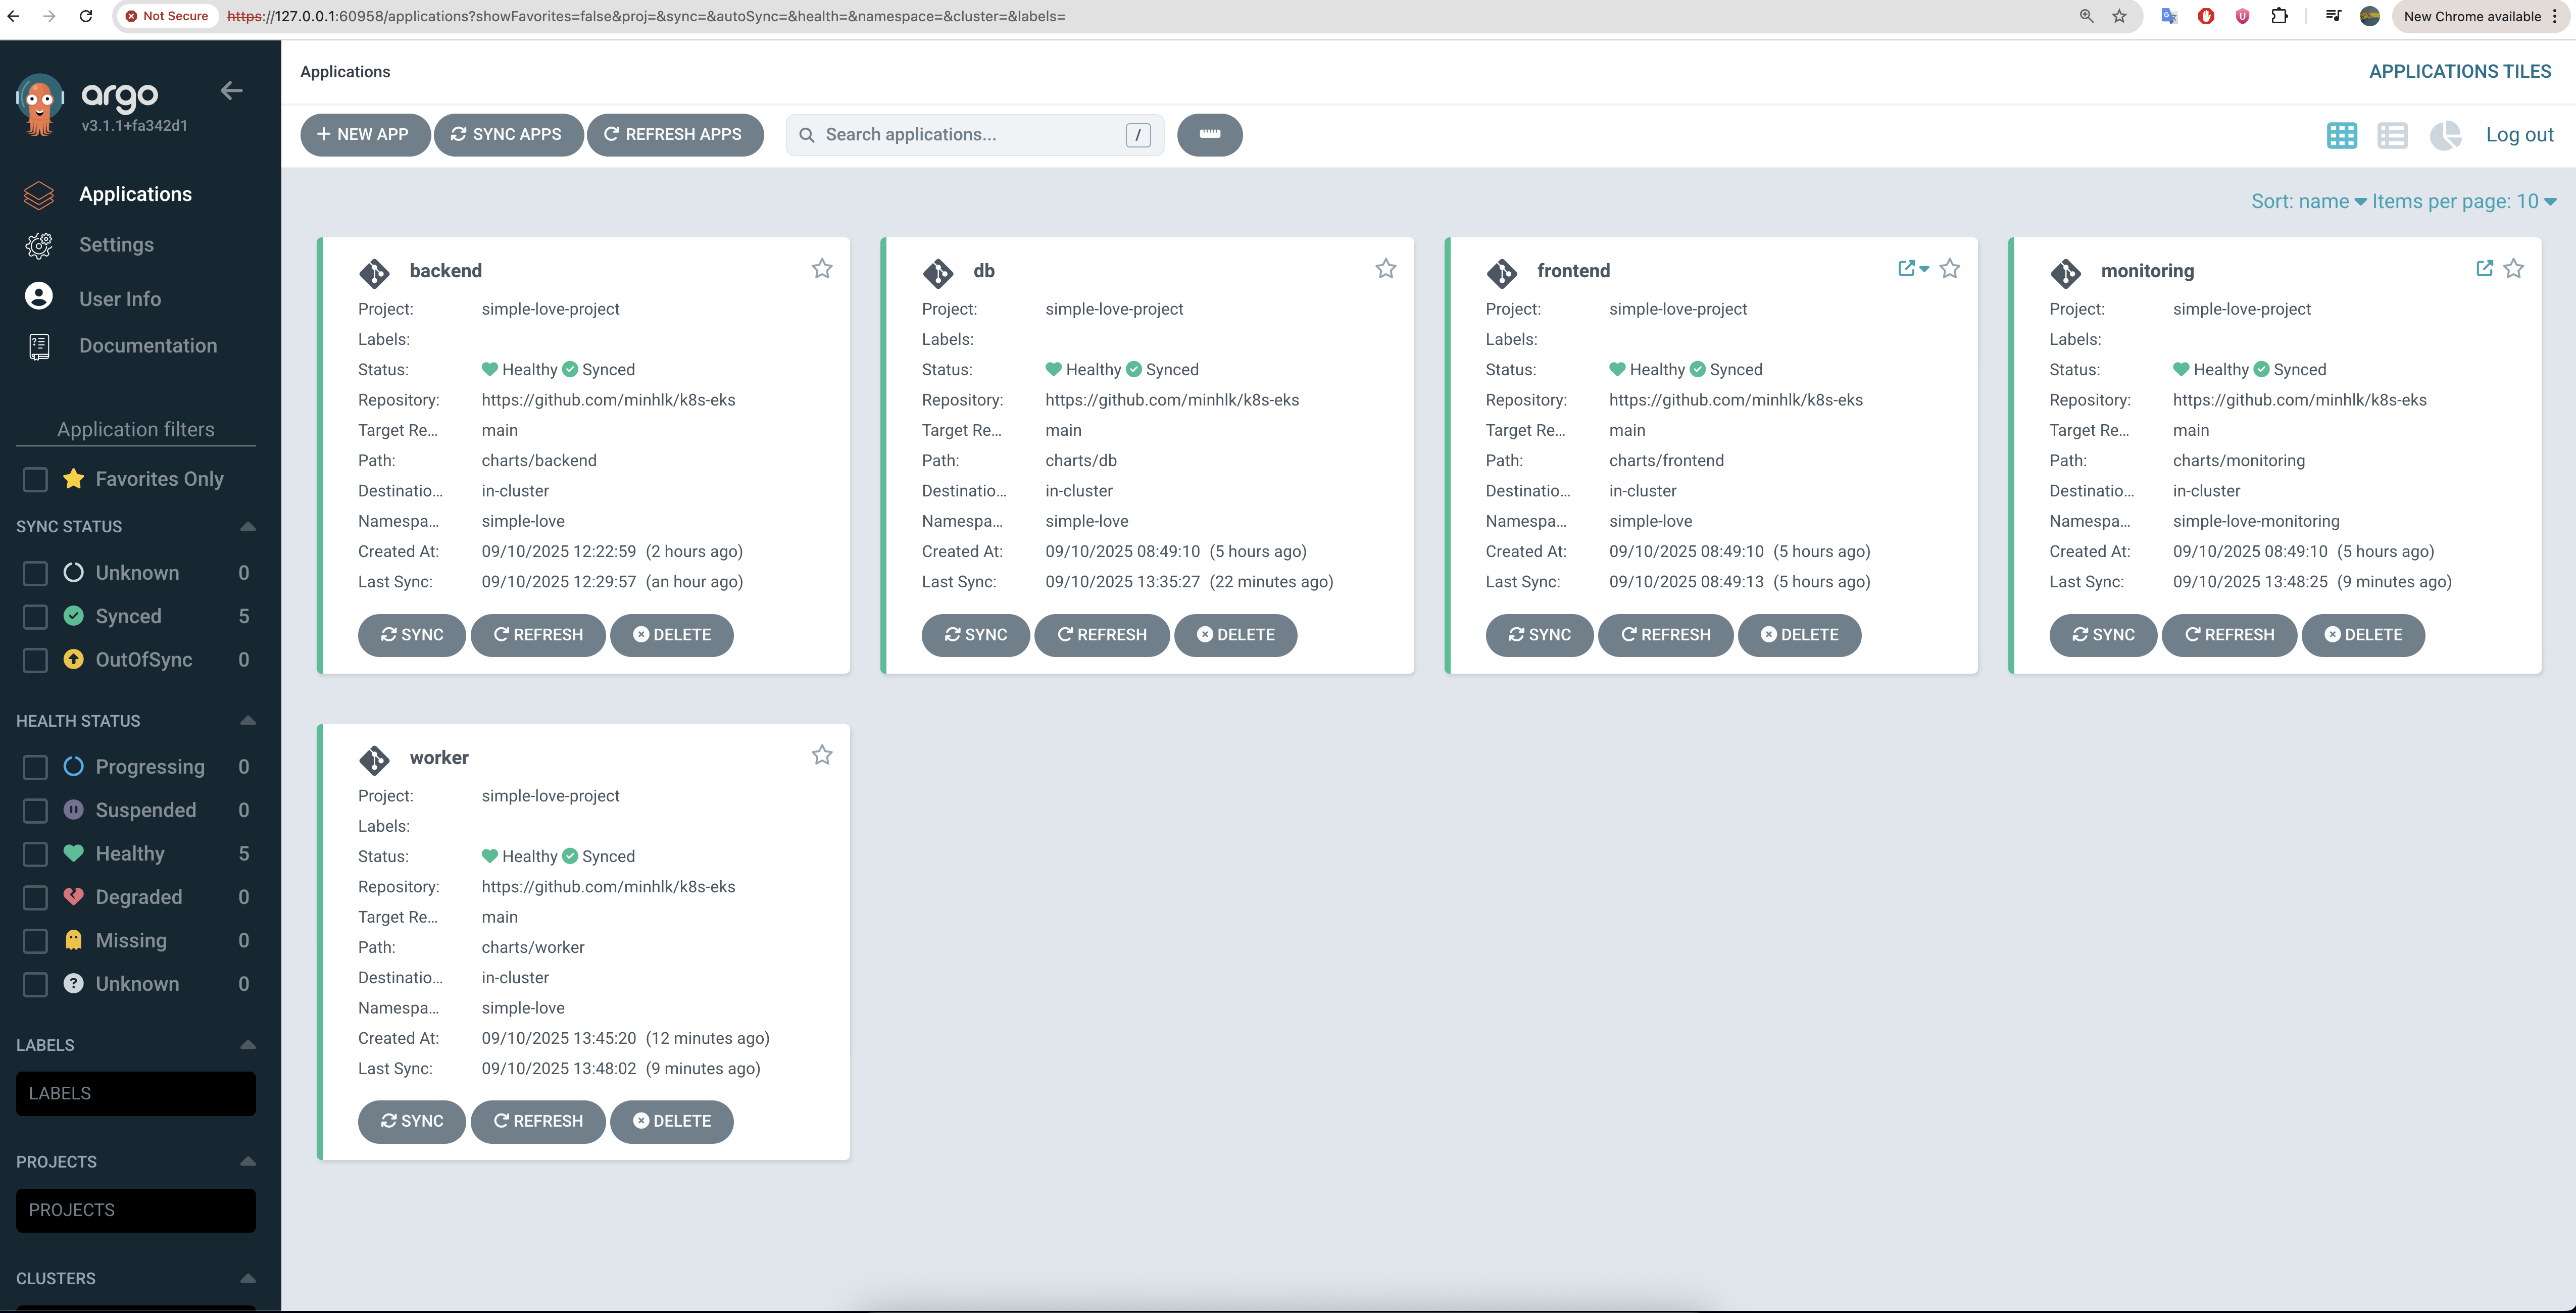 Not Secure https://127.0.0.1:60958/applications?showFavorites=false&proj=&sync=&autoSync=&health=&namespace=&cluster=&labels= New Chrome available
argo
v3.1.1+fa342d1
Applications
Settings
User Info
Documentation
Application filters
Favorites Only
SYNC STATUS
Unknown 0
Synced 5
OutOfSync 0
HEALTH STATUS
Progressing 0
Suspended 0
Healthy 5
Degraded 0
Missing 0
Unknown 0
LABELS
LABELS
PROJECTS
PROJECTS
CLUSTERS
Applications APPLICATIONS TILES
NEW APP SYNC APPS REFRESH APPS Search applications... / Log out
Sort: name Items per page: 10
backend
Project: simple-love-project
Labels:
Status: Healthy Synced
Repository: https://github.com/minhlk/k8s-eks
Target Re... main
Path: charts/backend
Destinatio... in-cluster
Namespa... simple-love
Created At: 09/10/2025 12:22:59 (2 hours ago)
Last Sync: 09/10/2025 12:29:57 (an hour ago)
SYNC REFRESH DELETE
db
Project: simple-love-project
Labels:
Status: Healthy Synced
Repository: https://github.com/minhlk/k8s-eks
Target Re... main
Path: charts/db
Destinatio... in-cluster
Namespa... simple-love
Created At: 09/10/2025 08:49:10 (5 hours ago)
Last Sync: 09/10/2025 13:35:27 (22 minutes ago)
SYNC REFRESH DELETE
frontend
Project: simple-love-project
Labels:
Status: Healthy Synced
Repository: https://github.com/minhlk/k8s-eks
Target Re... main
Path: charts/frontend
Destinatio... in-cluster
Namespa... simple-love
Created At: 09/10/2025 08:49:10 (5 hours ago)
Last Sync: 09/10/2025 08:49:13 (5 hours ago)
SYNC REFRESH DELETE
monitoring
Project: simple-love-project
Labels:
Status: Healthy Synced
Repository: https://github.com/minhlk/k8s-eks
Target Re... main
Path: charts/monitoring
Destinatio... in-cluster
Namespa... simple-love-monitoring
Created At: 09/10/2025 08:49:10 (5 hours ago)
Last Sync: 09/10/2025 13:48:25 (9 minutes ago)
SYNC REFRESH DELETE
worker
Project: simple-love-project
Labels:
Status: Healthy Synced
Repository: https://github.com/minhlk/k8s-eks
Target Re... main
Path: charts/worker
Destinatio... in-cluster
Namespa... simple-love
Created At: 09/10/2025 13:45:20 (12 minutes ago)
Last Sync: 09/10/2025 13:48:02 (9 minutes ago)
SYNC REFRESH DELETE